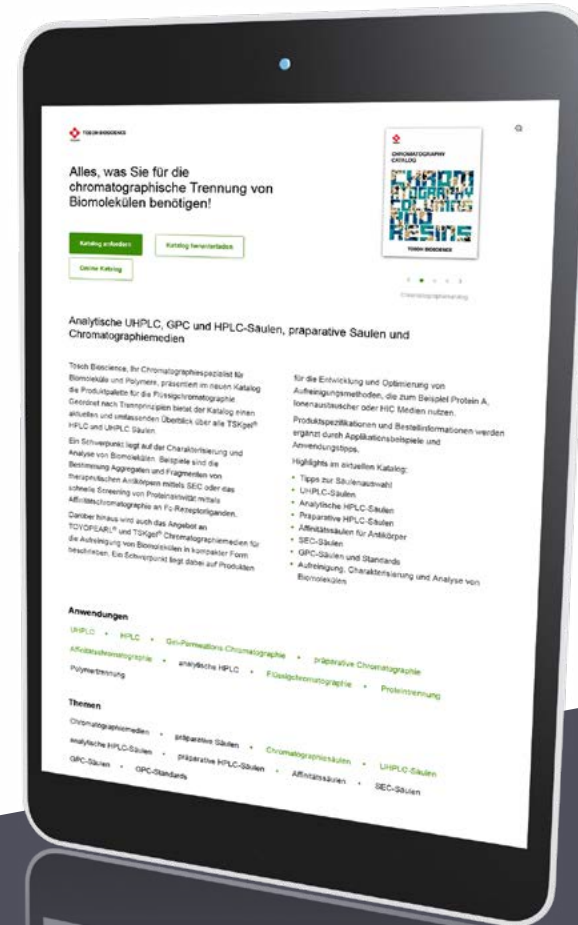 TOSOH BIOSCIENCE
Alles, was Sie für die
chromatographische Trennung von
Biomolekülen benötigen!
Katalog anfordern
Katalog herunterladen
Online Katalog
CHROMATOGRAPHY
CATALOG
CHROM
ATOGRAPHY
COLUMNS
AND
RESINS
TOSOH BIOSCIENCE
Chromatographiekatalog
Analytische UHPLC, GPC und HPLC-Säulen, präparative Säulen und
Chromatographiemedien
Tosoh Bioscience, Ihr Chromatographiespezialist für
Biomoleküle und Polymere, präsentiert im neuen Katalog
die Produktpalette für die Flüssigchromatographie.
Geordnet nach Trennprinzipien bietet der Katalog einen
aktuellen und umfassenden Überblick über alle TSKgel®
HPLC und UHPLC Säulen.
Ein Schwerpunkt liegt auf der Charakterisierung und
Analyse von Biomolekülen. Beispiele sind die
Bestimmung Aggregaten und Fragmenten von
therapeutischen Antikörpern mittels SEC oder das
schnelle Screening von Proteinaktivität mittels
Affinitätschromatographie an Fc-Rezeptorliganden.
Darüber hinaus wird auch das Angebot an
TOYOPEARL® und TSKgel® Chromatographiemedien für
die Aufreinigung von Biomolekülen in kompakter Form
beschrieben. Ein Schwerpunkt liegt dabei auf Produkten
für die Entwicklung und Optimierung von
Aufreinigungsmethoden, die zum Beispiel Protein A,
Ionenaustauscher oder HIC Medien nutzen.
Produktspezifikationen und Bestellinformationen werden
ergänzt durch Applikationsbeispiele und
Anwendungstipps.
Highlights im aktuellen Katalog:
• Tipps zur Säulenauswahl
• UHPLC-Säulen
• Analytische HPLC-Säulen
• Präparative HPLC-Säulen
• Affinitätssäulen für Antikörper
• SEC-Säulen
• GPC-Säulen und Standards
• Aufreinigung, Charakterisierung und Analyse von
Biomolekülen
Anwendungen
UHPLC • HPLC • Gel-Permeations Chromatographie • präparative Chromatographie
Affinitätschromatographie • analytische HPLC • Flüssigchromatographie • Proteintrennung
Polymertrennung
Themen
Chromatographiemedien • präparative Säulen • Chromatographiesäulen • UHPLC-Säulen
analytische HPLC-Säulen • präparative HPLC-Säulen • Affinitätssäulen • SEC-Säulen
GPC-Säulen • GPC-Standards